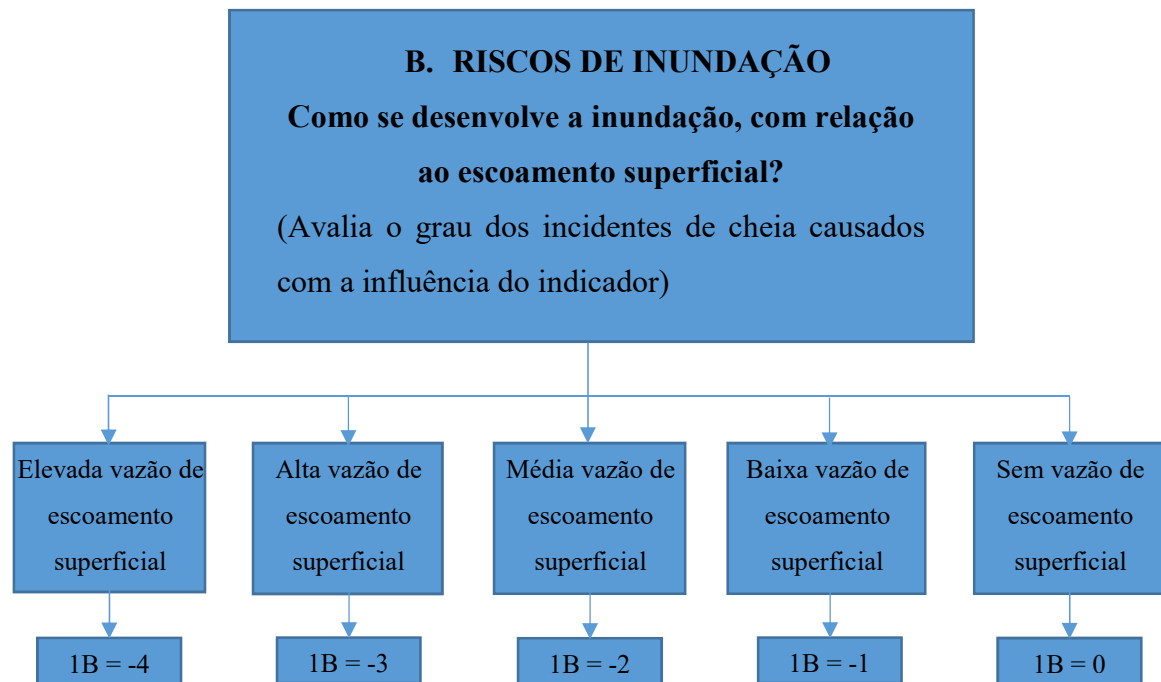 B. RISCOS DE INUNDAÇÃO
Como se desenvolve a inundação, com relação
ao escoamento superficial?
(Avalia o grau dos incidentes de cheia causados
com a influência do indicador)
Elevada vazão de
escoamento
superficial
Alta vazão de
escoamento
superficial
Média vazão de
escoamento
superficial
Baixa vazão de
escoamento
superficial
Sem vazão de
escoamento
superficial
1B = -4
1B = -3
1B = -2
1B = -1
1B = 0